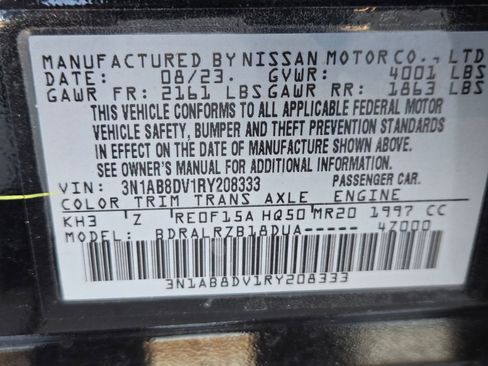 MANUFACTURED BY NISSAN MOTOR CO., LTD
DATE: 08/23. GVWR: 4001 LBS
GAWR FR: 2161 LBS GAWR RR: 1863 LBS
THIS VEHICLE CONFORMS TO ALL APPLICABLE FEDERAL MOTOR
VEHICLE SAFETY, BUMPER AND THEFT PREVENTION STANDARDS
IN EFFECT ON THE DATE OF MANUFACTURE SHOWN ABOVE.
SEE OWNER'S MANUAL FOR ADDITIONAL INFORMATION
VIN: 3N1AB8DV1RY208333 PASSENGER CAR.
COLOR TRIM TRANS AXLE ENGINE
KH3 Z RE0F15A HQ50 MR20 1997 CC
MODEL: BDRALRZB18DUA----- 47000
3N1AB8DV1RY208333